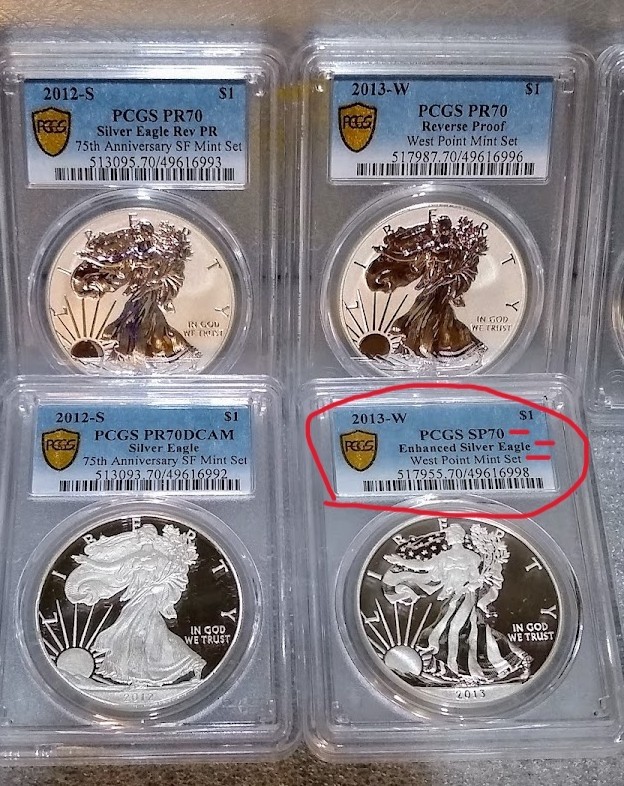 2012-S $1
PCGS PR70
Silver Eagle Rev PR
75th Anniversary SF Mint Set
513095.70/49616993
PCGS
LIBERTY
IN GOD
WE TRUST
2013-W $1
PCGS PR70
Reverse Proof
West Point Mint Set
517987.70/49616996
PCGS
LIBERTY
IN GOD
WE TRUST
2012-S $1
PCGS PR70DCAM
Silver Eagle
75th Anniversary SF Mint Set
513093.70/49616992
PCGS
LIBERTY
IN GOD
WE TRUST
2012
2013-W $1
PCGS SP70
Enhanced Silver Eagle
West Point Mint Set
517955.70/49616998
PCGS
LIBERTY
IN GOD
WE TRUST
2013